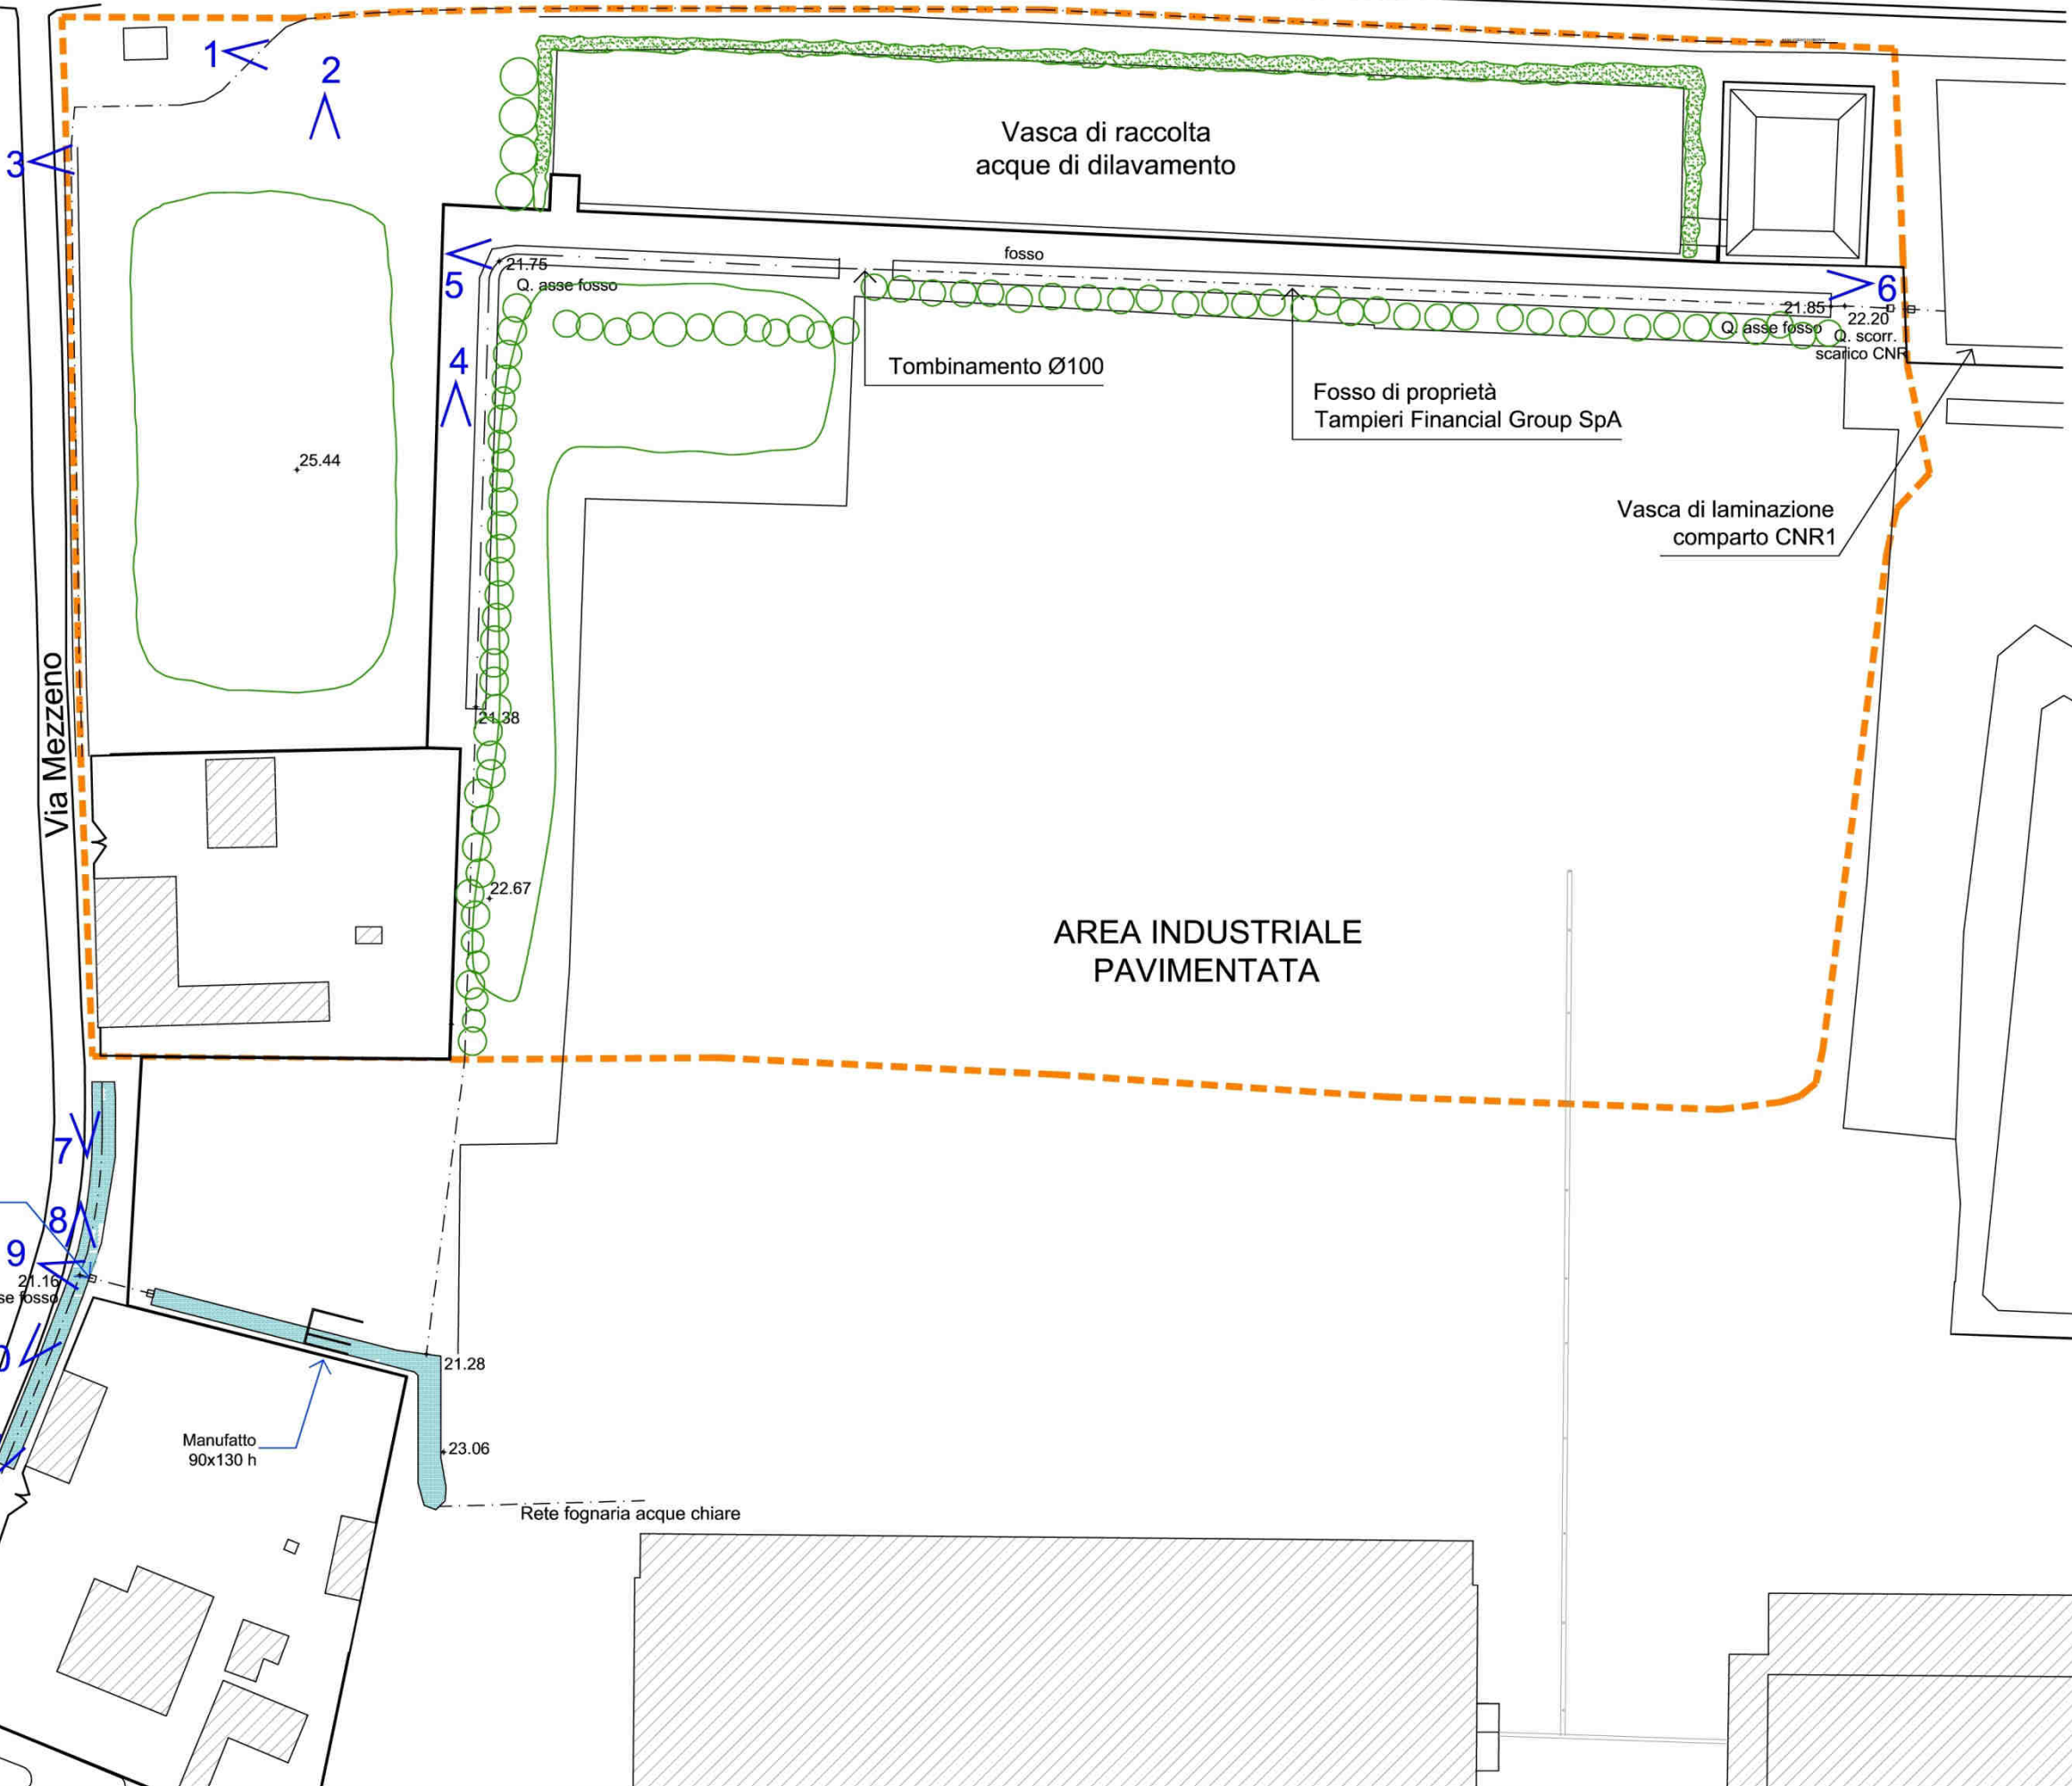 1
2
3
Vasca di raccolta
acque di dilavamento
5
21.75
Q. asse fosso
fosso
6
21.85
Q. asse fosso
22.20
Q. scorr.
scarico CNR
4
Tombinamento Ø100
Fosso di proprietà
Tampieri Financial Group SpA
25.44
Vasca di laminazione
comparto CNR1
Via Mezzeno
21.38
22.67
AREA INDUSTRIALE
PAVIMENTATA
7
8
9
21.16
se fosso
0
21.28
Manufatto
90x130 h
23.06
Rete fognaria acque chiare